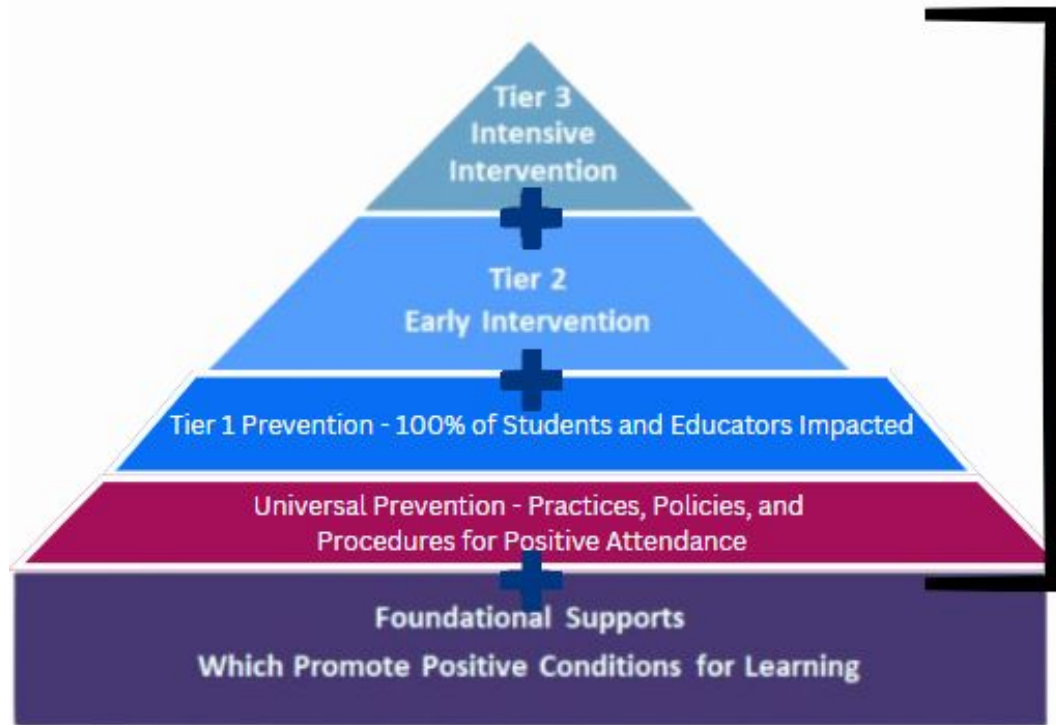 Tier 3
Intensive
Intervention
Tier 2
Early Intervention
Tier 1 Prevention - 100% of Students and Educators Impacted
Universal Prevention - Practices, Policies, and
Procedures for Positive Attendance
Foundational Supports
Which Promote Positive Conditions for Learning